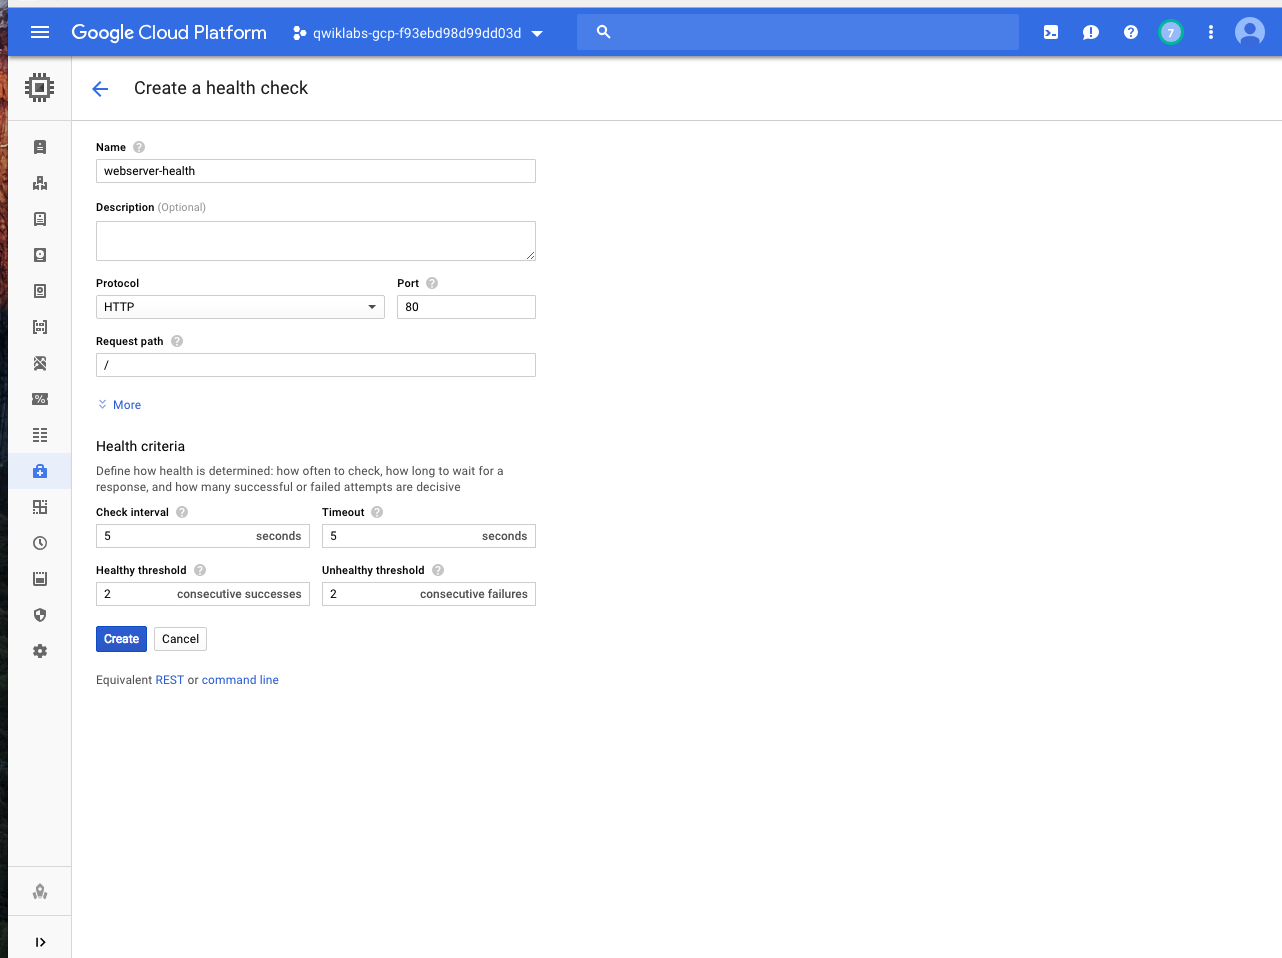 Google Cloud Platform
qwiklabs-gcp-f93ebd98d99dd03d
7
Create a health check
Name
webserver-health
Description (Optional)
Protocol Port
HTTP 80
Request path
/
More
Health criteria
Define how health is determined: how often to check, how long to wait for a
response, and how many successful or failed attempts are decisive
Check interval Timeout
5 seconds 5 seconds
Healthy threshold Unhealthy threshold
2 consecutive successes 2 consecutive failures
Create Cancel
Equivalent REST or command line